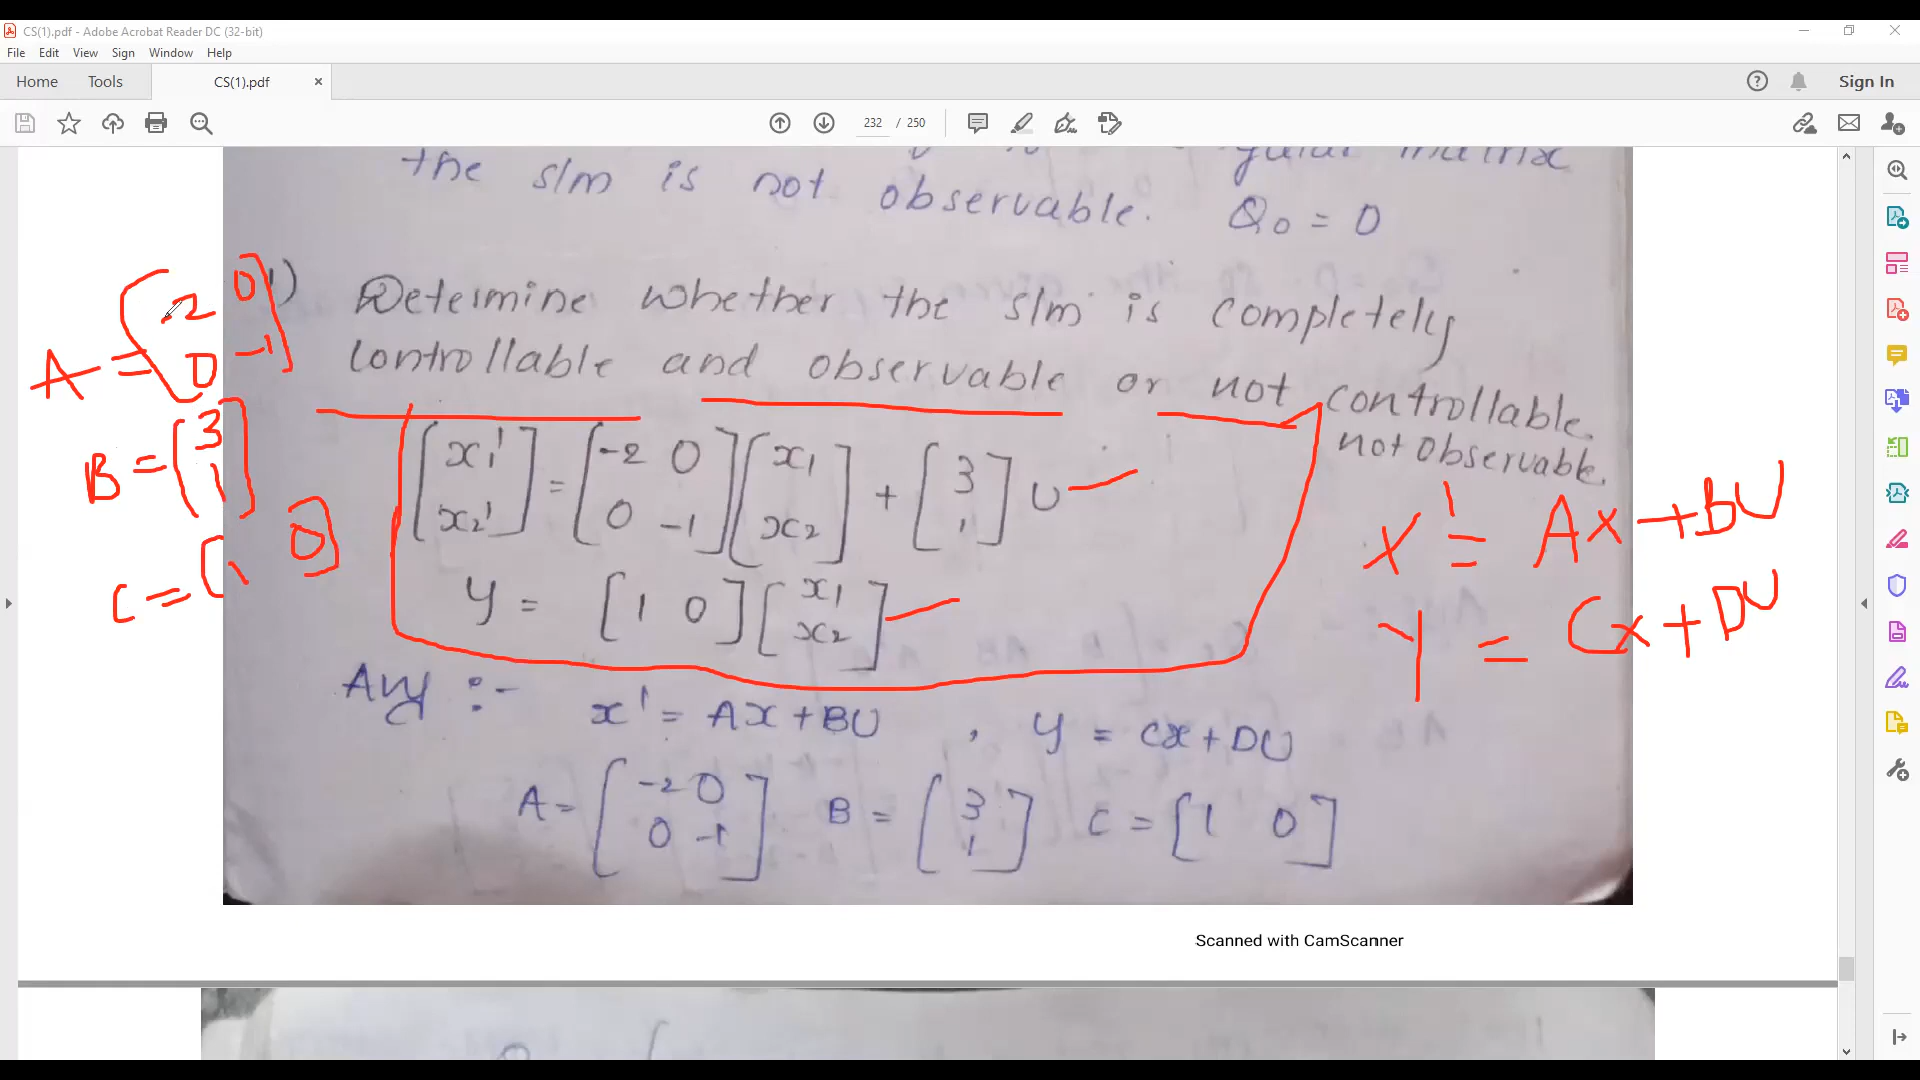 CS(1).pdf - Adobe Acrobat Reader DC (32-bit)
File Edit View Sign Window Help
Home Tools CS(1).pdf × Sign In
232 / 250
the s/m is not observable. Q0 = 0
1) Determine whether the s/m is completely
controllable and observable or not controllable.
not observable.
[x1' x2'] = [-2 0 0 -1] [x1 x2] + [3 1] U
Y = [1 0] [x1 x2]
Ans :- x' = Ax + BU , Y = Cx + DU
A = [-2 0 0 -1] B = [3 1] C = [1 0]
A = [-2 0 0 -1]
B = [3 1]
C = [1 0]
X' = Ax + BU
Y = Cx + DU
Scanned with CamScanner